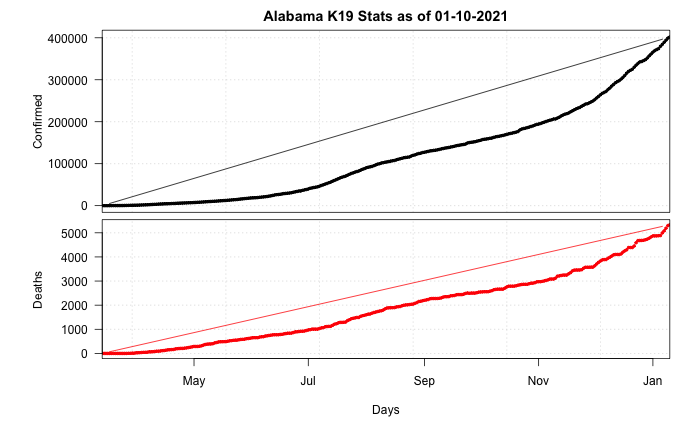 Alabama K19 Stats as of 01-10-2021
Confirmed
400000
300000
200000
100000
0
Deaths
5000
4000
3000
2000
1000
0
May Jul Sep Nov Jan
Days